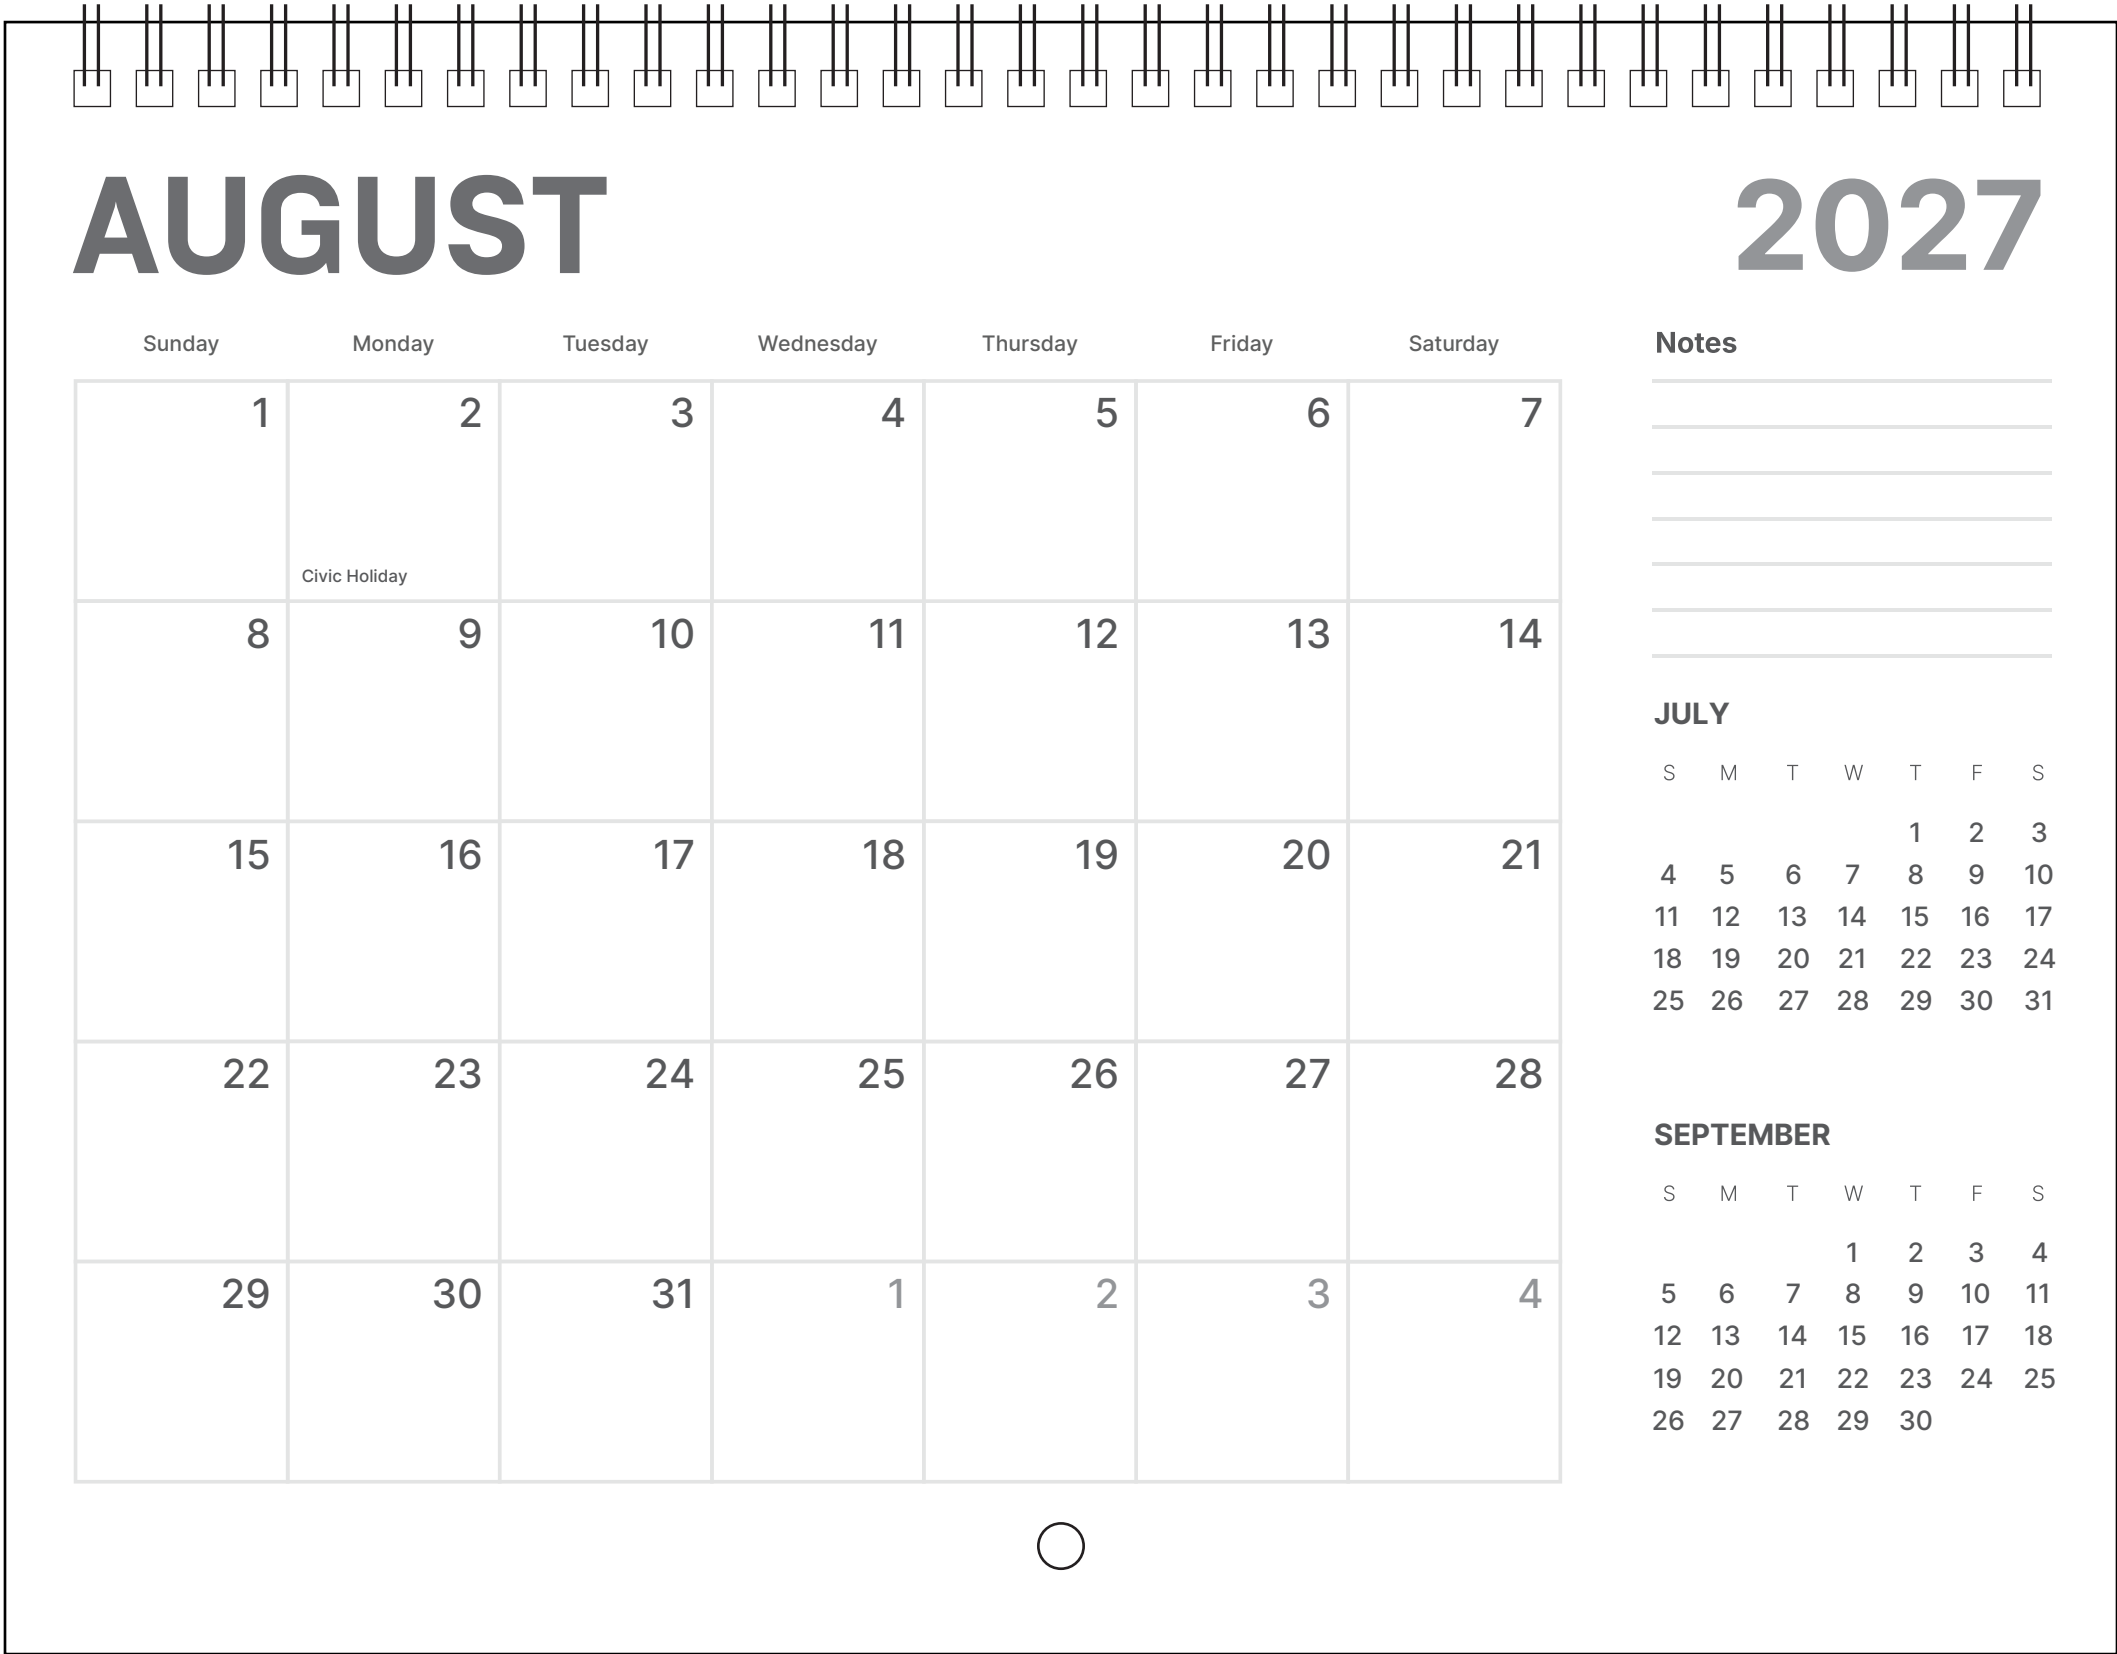 AUGUST 2027
Sunday Monday Tuesday Wednesday Thursday Friday Saturday
1 2 3 4 5 6 7
Civic Holiday
8 9 10 11 12 13 14
15 16 17 18 19 20 21
22 23 24 25 26 27 28
29 30 31 1 2 3 4
Notes
JULY
S M T W T F S
1 2 3
4 5 6 7 8 9 10
11 12 13 14 15 16 17
18 19 20 21 22 23 24
25 26 27 28 29 30 31
SEPTEMBER
S M T W T F S
1 2 3 4
5 6 7 8 9 10 11
12 13 14 15 16 17 18
19 20 21 22 23 24 25
26 27 28 29 30